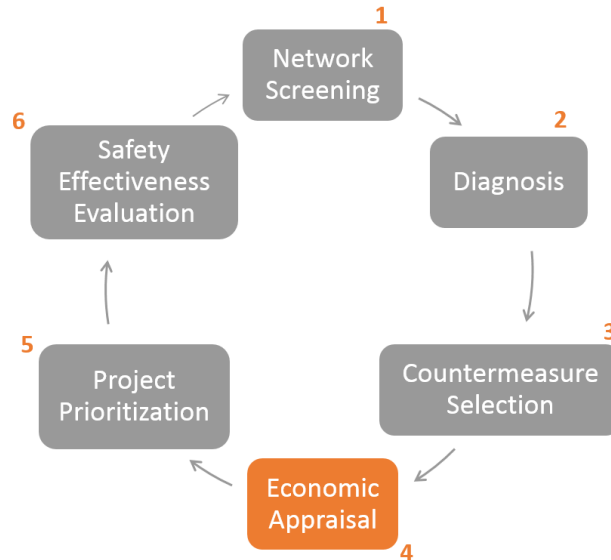 1
Network
Screening
2
Diagnosis
3
Countermeasure
Selection
4
Economic
Appraisal
5
Project
Prioritization
6
Safety
Effectiveness
Evaluation